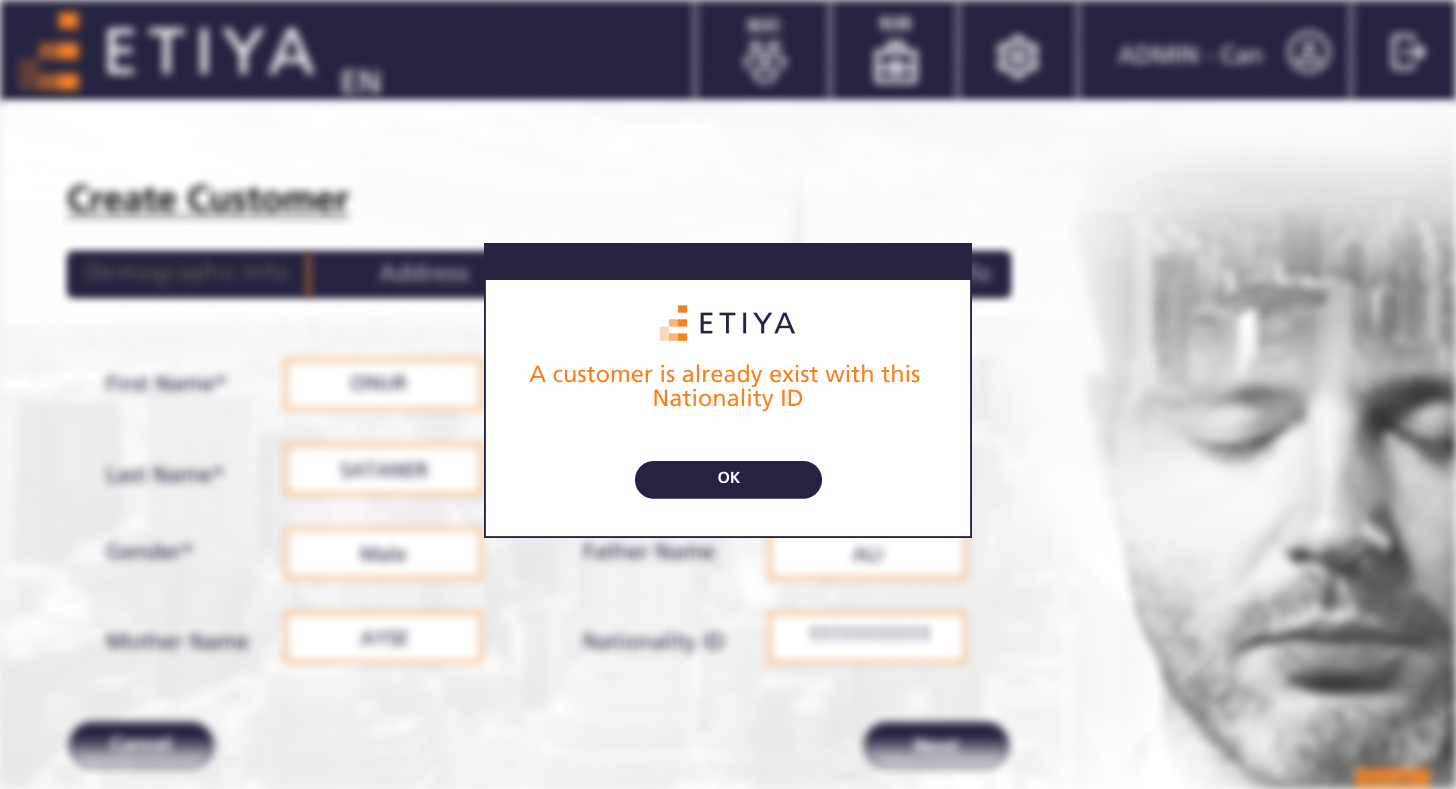 ETIYA
EN
B2C
B2B
ADMIN - Can
Create Customer
Demographic Info
Address
fo
ETIYA
A customer is already exist with this
Nationality ID
OK
First Name*
ONUR
Last Name*
Gender*
Male
Father Name
ALI
Mother Name
AYSE
Nationality ID
Cancel
Next